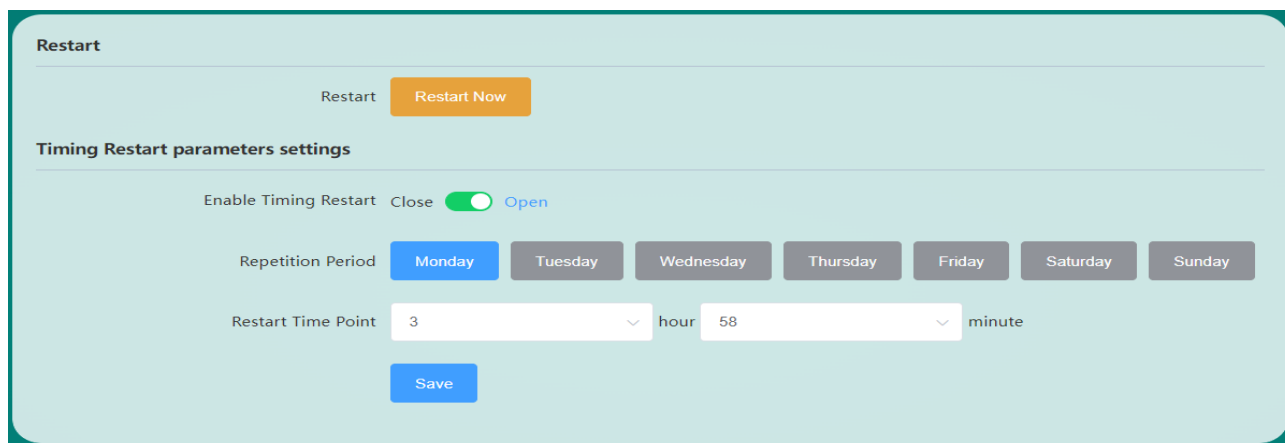 Restart
Restart Restart Now
Timing Restart parameters settings
Enable Timing Restart Close Open
Repetition Period Monday Tuesday Wednesday Thursday Friday Saturday Sunday
Restart Time Point 3 hour 58 minute
Save